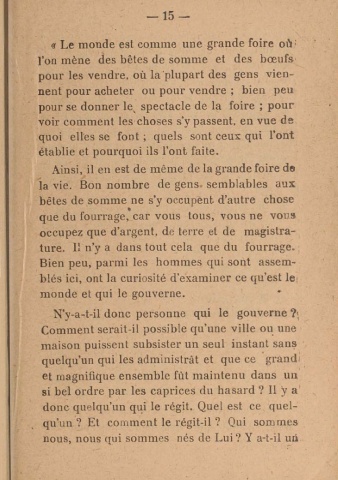 — 15 —
« Le monde est comme une grande foire où
l'on mène des bêtes de somme et des bœufs
pour les vendre, où la plupart des gens vien-
nent pour acheter ou pour vendre ; bien peu
pour se donner le spectacle de la foire ; pour
voir comment les choses s'y passent, en vue de
quoi elles se font ; quels sont ceux qui l'ont
établie et pourquoi ils l'ont faite.
Ainsi, il en est de même de la grande foire de
la vie. Bon nombre de gens semblables aux
bêtes de somme ne s'y occupent d'autre chose
que du fourrage, car vous tous, vous ne vous
occupez que d'argent, de terre et de magistra-
ture. Il n'y a dans tout cela que du fourrage.
Bien peu, parmi les hommes qui sont assem-
blés ici, ont la curiosité d'examiner ce qu'est le
monde et qui le gouverne.
N'y-a-t-il donc personne qui le gouverne ?
Comment serait-il possible qu'une ville ou une
maison puissent subsister un seul instant sans
quelqu'un qui les administrât et que ce grand
et magnifique ensemble fût maintenu dans un
si bel ordre par les caprices du hasard ? Il y a
donc quelqu'un qui le régit. Quel est ce quel-
qu'un ? Et comment le régit-il ? Qui sommes
nous, nous qui sommes nés de Lui ? Y a-t-il un